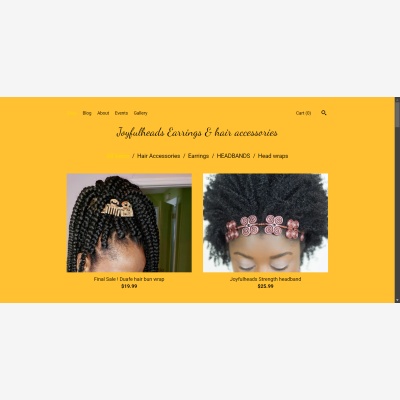 Blog About Events Gallery Cart (0)
Joyfulheads Earrings & hair accessories
/ Hair Accessories / Earrings / HEADBANDS / Head wraps
Final Sale ! Duafe hair ban wrap
$19.99
Joyfulheads Strength headband
$25.99